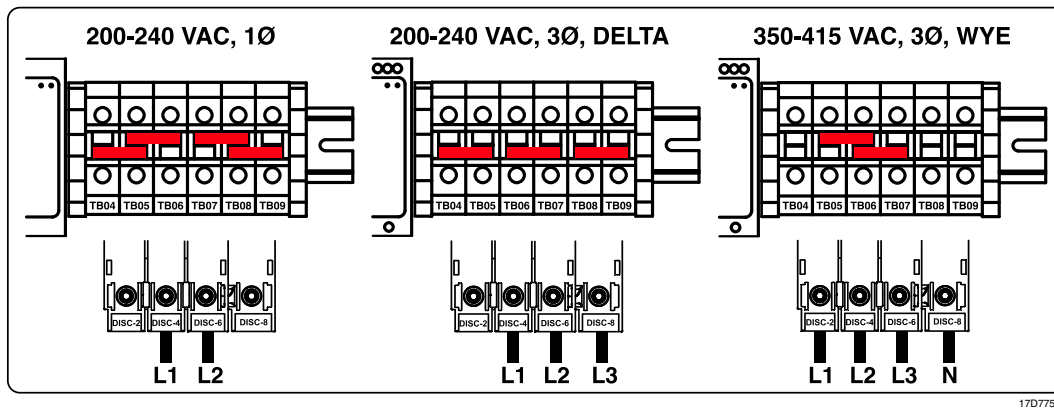 200-240 VAC, 1Ø 200-240 VAC, 3Ø, DELTA 350-415 VAC, 3Ø, WYE
TB04 TB05 TB06 TB07 TB08 TB09 TB04 TB05 TB06 TB07 TB08 TB09 TB04 TB05 TB06 TB07 TB08 TB09
DISC-2 DISC-4 DISC-6 DISC-8 DISC-2 DISC-4 DISC-6 DISC-8 DISC-2 DISC-4 DISC-6 DISC-8
L1 L2 L1 L2 L3 L1 L2 L3 N
17D775